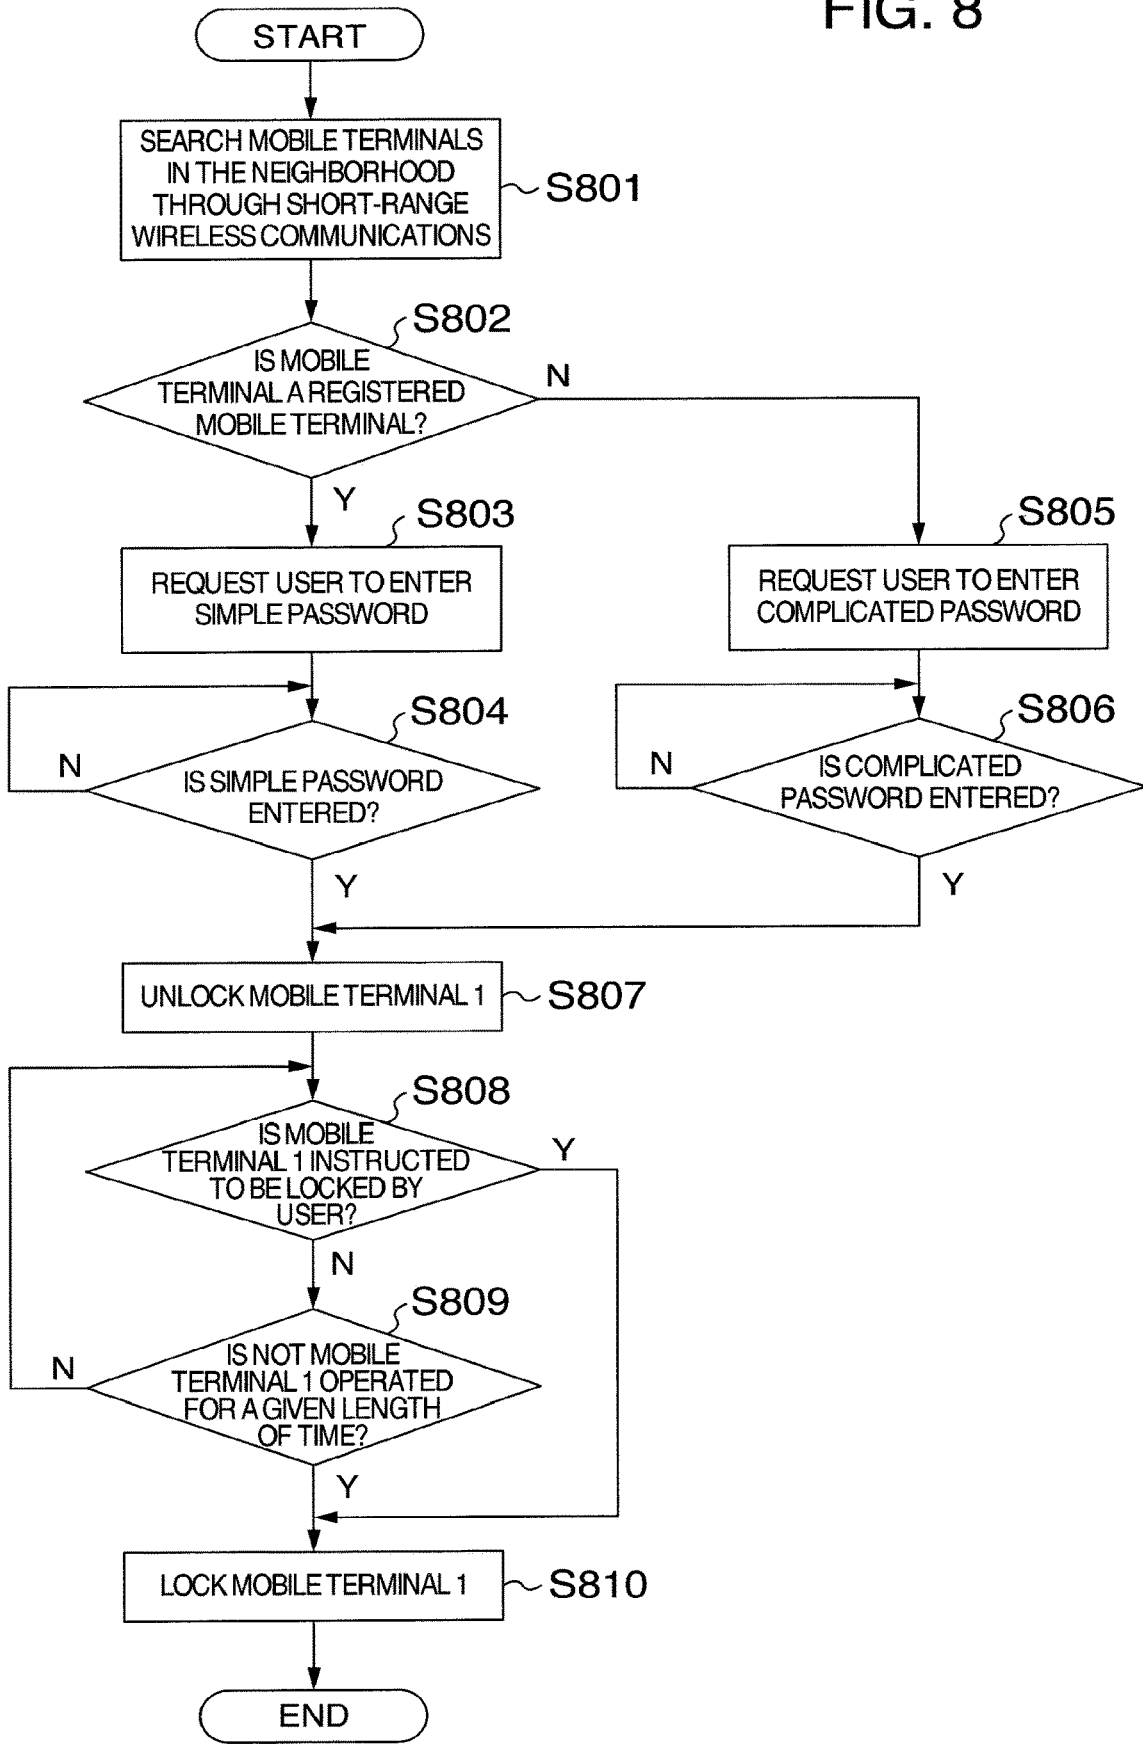 FIG. 8
START
SEARCH MOBILE TERMINALS
IN THE NEIGHBORHOOD
THROUGH SHORT-RANGE
WIRELESS COMMUNICATIONS
S801
S802
IS MOBILE
TERMINAL A REGISTERED
MOBILE TERMINAL?
N
Y
S803
REQUEST USER TO ENTER
SIMPLE PASSWORD
S805
REQUEST USER TO ENTER
COMPLICATED PASSWORD
S804
IS SIMPLE PASSWORD
ENTERED?
N
Y
S806
IS COMPLICATED
PASSWORD ENTERED?
N
Y
UNLOCK MOBILE TERMINAL 1
S807
S808
IS MOBILE
TERMINAL 1 INSTRUCTED
TO BE LOCKED BY
USER?
Y
N
S809
IS NOT MOBILE
TERMINAL 1 OPERATED
FOR A GIVEN LENGTH
OF TIME?
N
Y
LOCK MOBILE TERMINAL 1
S810
END